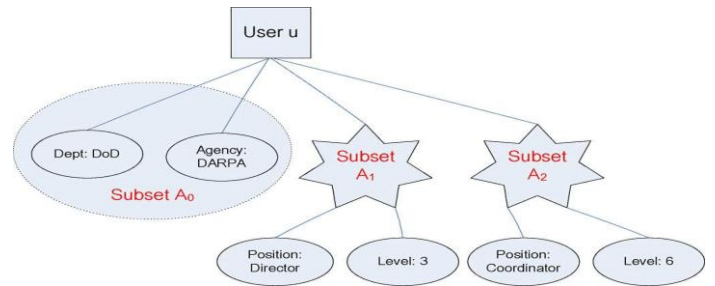 User u
Dept: DoD
Agency:
DARPA
Subset A₀
Subset
A₁
Subset
A₂
Position:
Director
Level: 3
Position:
Coordinator
Level: 6